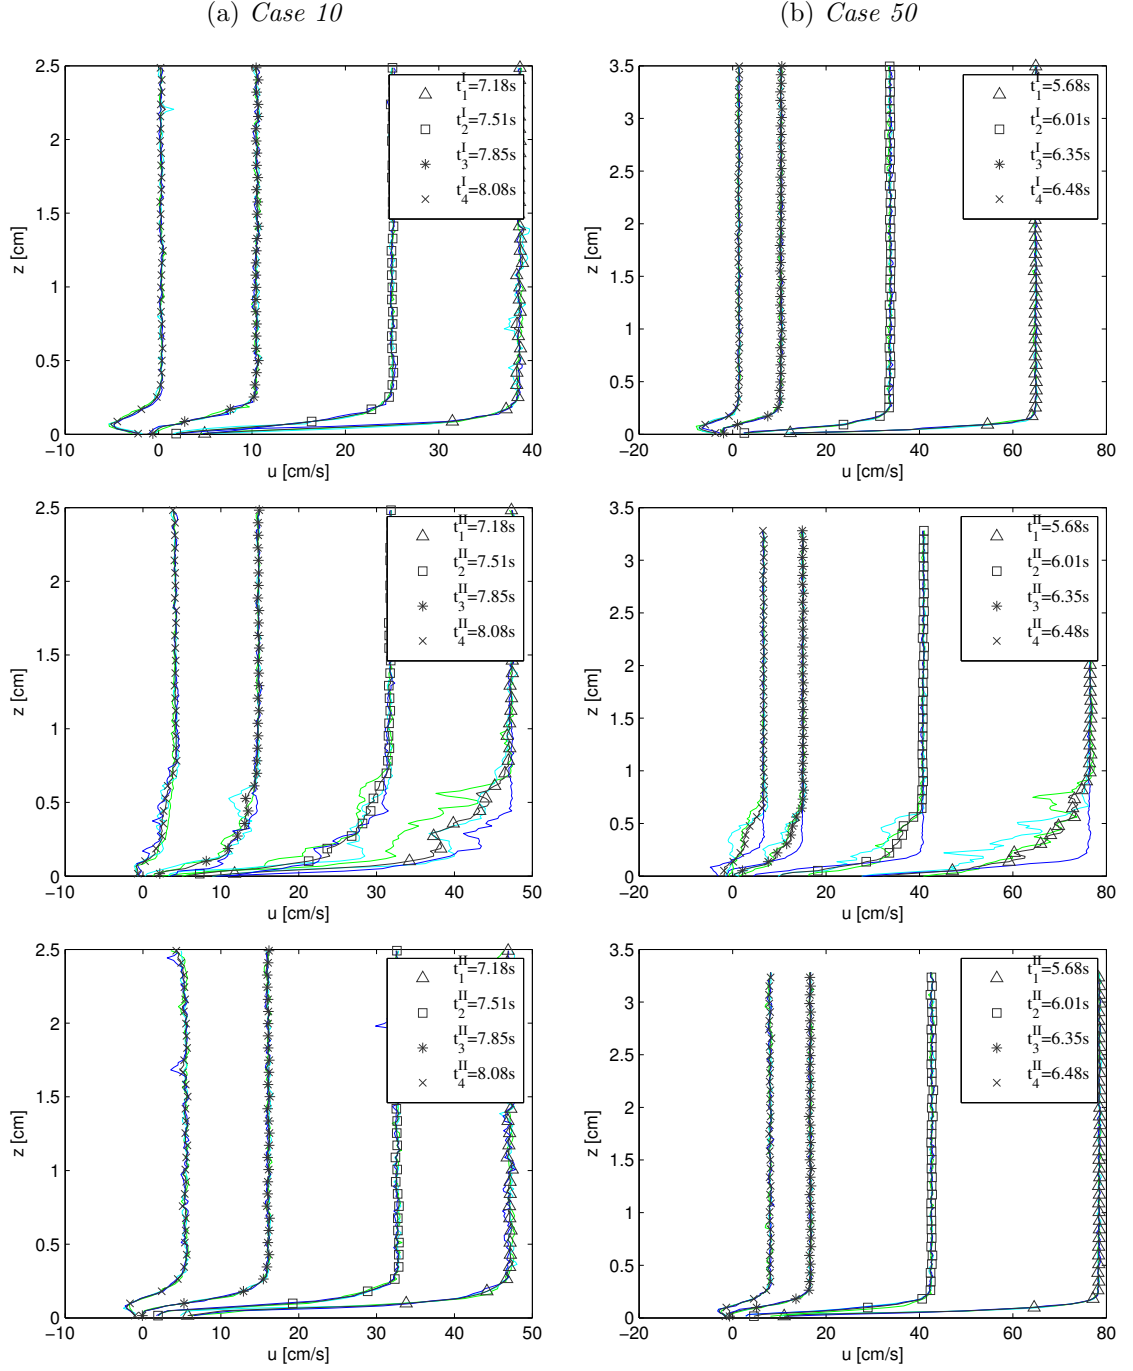 (a) Case 10
(b) Case 50
2.5
2
1.5
1
0.5
0
z [cm]
−10 0 10 20 30 40
u [cm/s]
t₁ᴵ=7.18s
t₂ᴵ=7.51s
t₃ᴵ=7.85s
t₄ᴵ=8.08s
3.5
3
2.5
2
1.5
1
0.5
0
z [cm]
−20 0 20 40 60 80
u [cm/s]
t₁ᴵ=5.68s
t₂ᴵ=6.01s
t₃ᴵ=6.35s
t₄ᴵ=6.48s
2.5
2
1.5
1
0.5
0
z [cm]
−10 0 10 20 30 40 50
u [cm/s]
t₁ᴵᴵ=7.18s
t₂ᴵᴵ=7.51s
t₃ᴵᴵ=7.85s
t₄ᴵᴵ=8.08s
3.5
3
2.5
2
1.5
1
0.5
0
z [cm]
−20 0 20 40 60 80
u [cm/s]
t₁ᴵᴵ=5.68s
t₂ᴵᴵ=6.01s
t₃ᴵᴵ=6.35s
t₄ᴵᴵ=6.48s
2.5
2
1.5
1
0.5
0
z [cm]
−10 0 10 20 30 40 50
u [cm/s]
t₁ᴵᴵ=7.18s
t₂ᴵᴵ=7.51s
t₃ᴵᴵ=7.85s
t₄ᴵᴵ=8.08s
3.5
3
2.5
2
1.5
1
0.5
0
z [cm]
−20 0 20 40 60 80
u [cm/s]
t₁ᴵᴵ=5.68s
t₂ᴵᴵ=6.01s
t₃ᴵᴵ=6.35s
t₄ᴵᴵ=6.48s